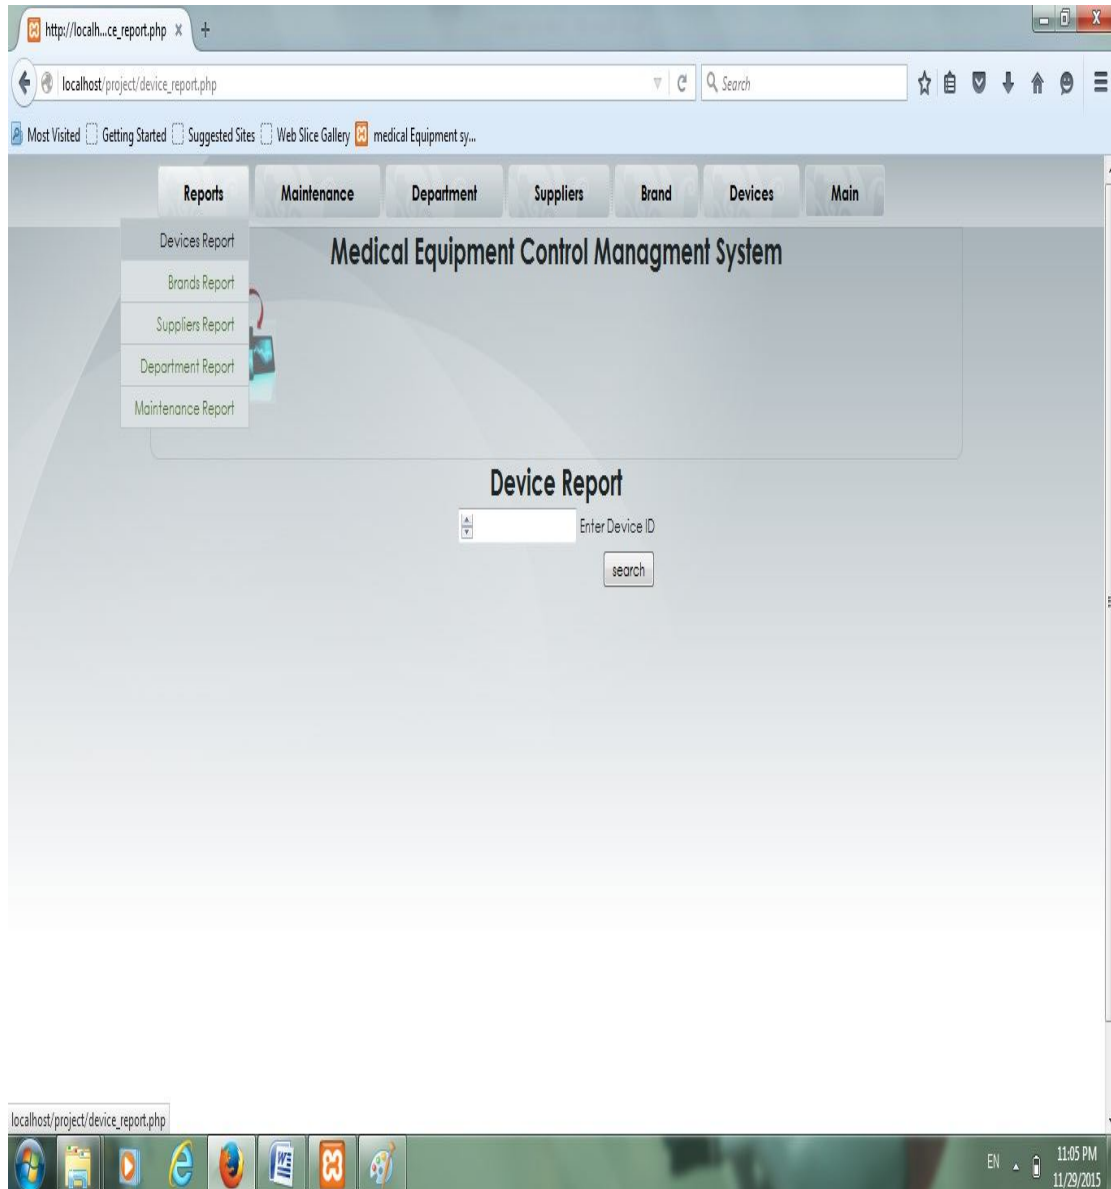 http://localh...ce_report.php
localhost/project/device_report.php
Search
Most Visited Getting Started Suggested Sites Web Slice Gallery medical Equipment sy...
Reports Maintenance Department Suppliers Brand Devices Main
Devices Report
Brands Report
Suppliers Report
Department Report
Maintenance Report
Medical Equipment Control Managment System
Device Report
Enter Device ID
search
localhost/project/device_report.php
EN
11:05 PM
11/29/2015